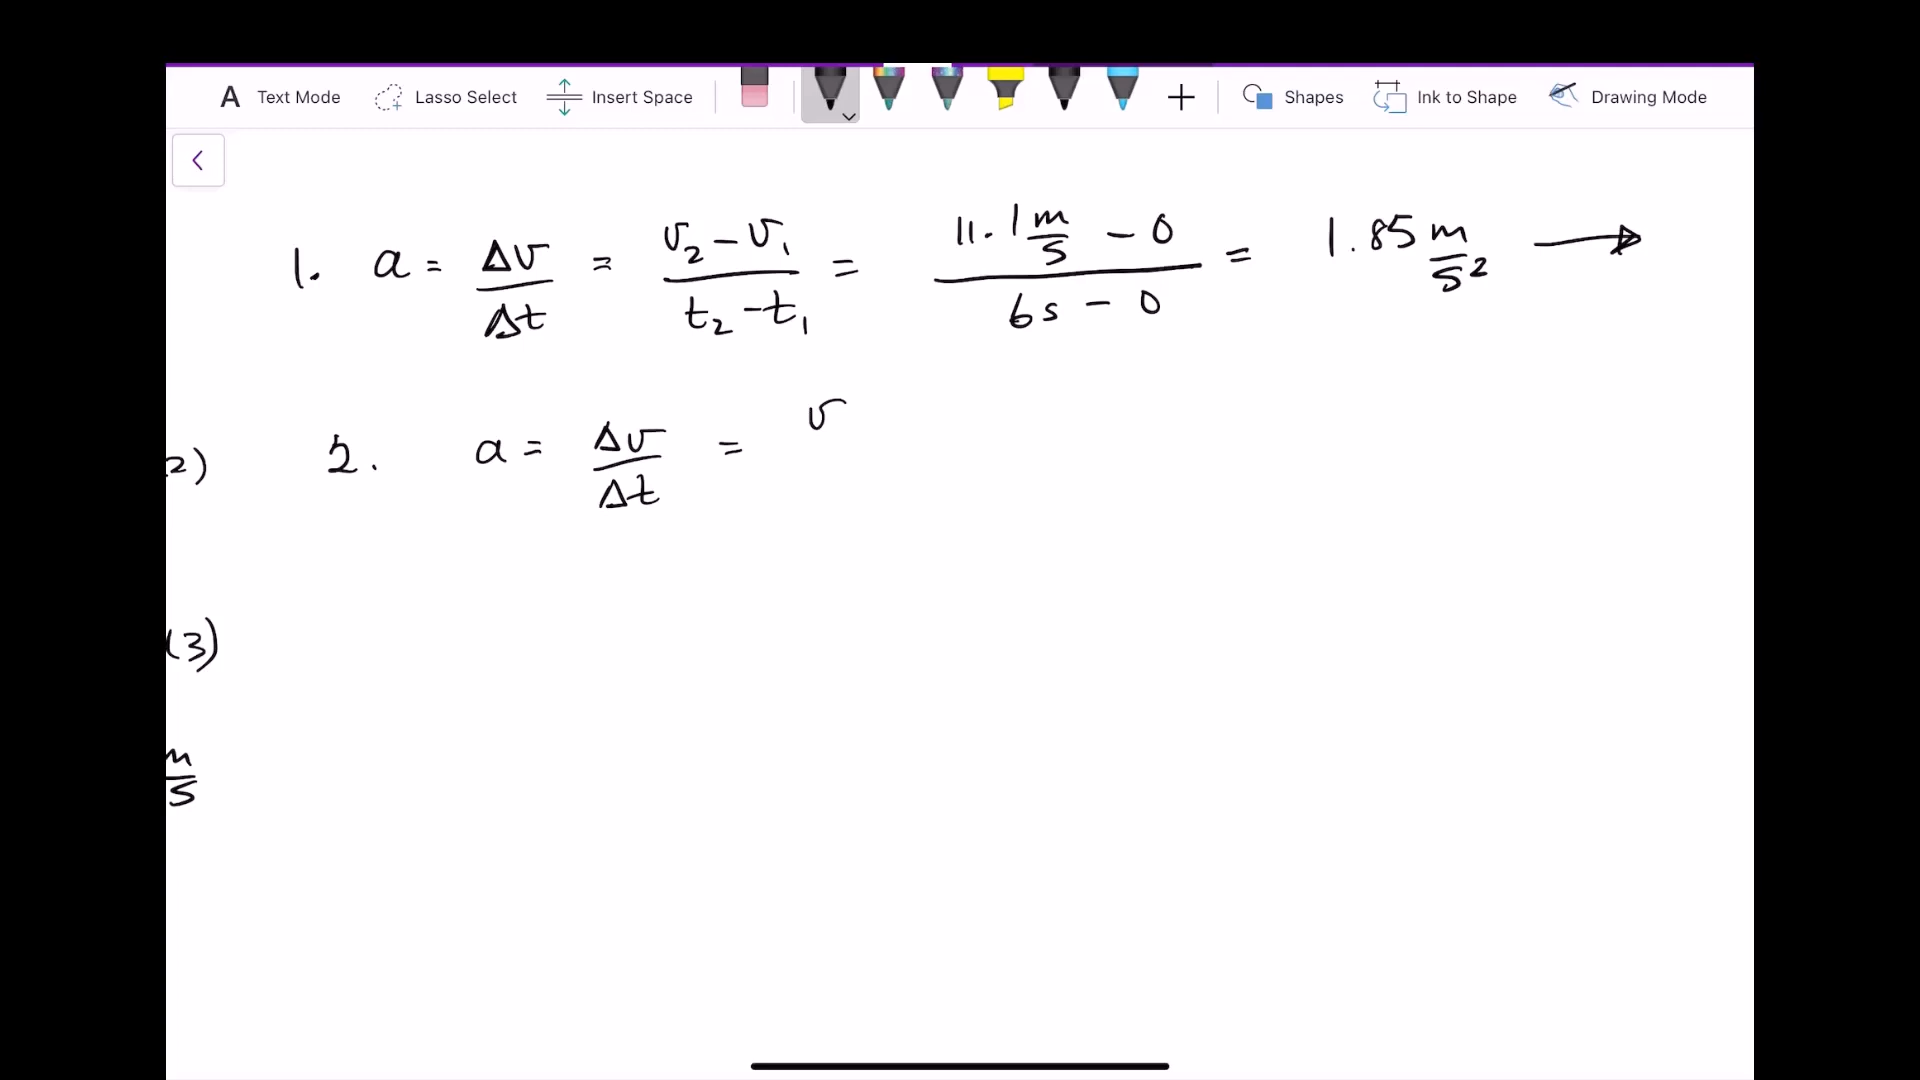 A Text Mode Lasso Select Insert Space Shapes Ink to Shape Drawing Mode
1. a = Δv/Δt = (v₂ - v₁)/(t₂ - t₁) = (11.1 m/s - 0)/(6s - 0) = 1.85 m/s² →
2) 2. a = Δv/Δt = v
(3)
m/s